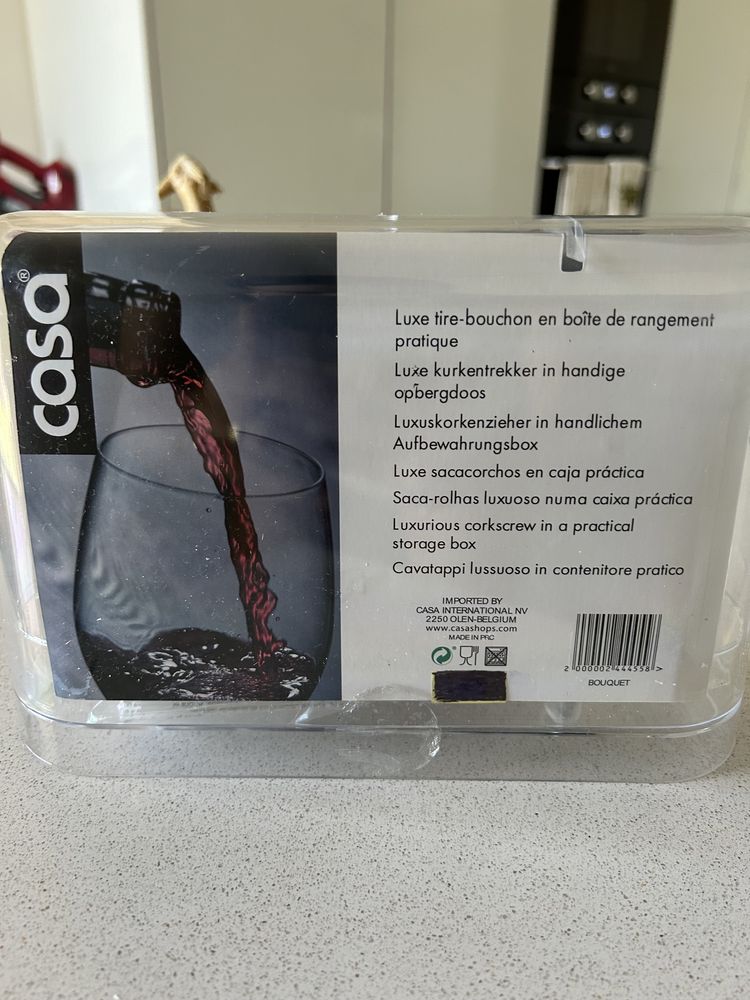 casa®
Luxe tire-bouchon en boîte de rangement
pratique
Luxe kurkentrekker in handige
opbergdoos
Luxuskorkenzieher in handlichem
Aufbewahrungsbox
Luxe sacacorchos en caja práctica
Saca-rolhas luxuoso numa caixa práctica
Luxurious corkscrew in a practical
storage box
Cavatappi lussuoso in contenitore pratico
IMPORTED BY
CASA INTERNATIONAL NV
2250 OLEN-BELGIUM
www.casashops.com
MADE IN PRC
2 000002 444558 >
BOUQUET